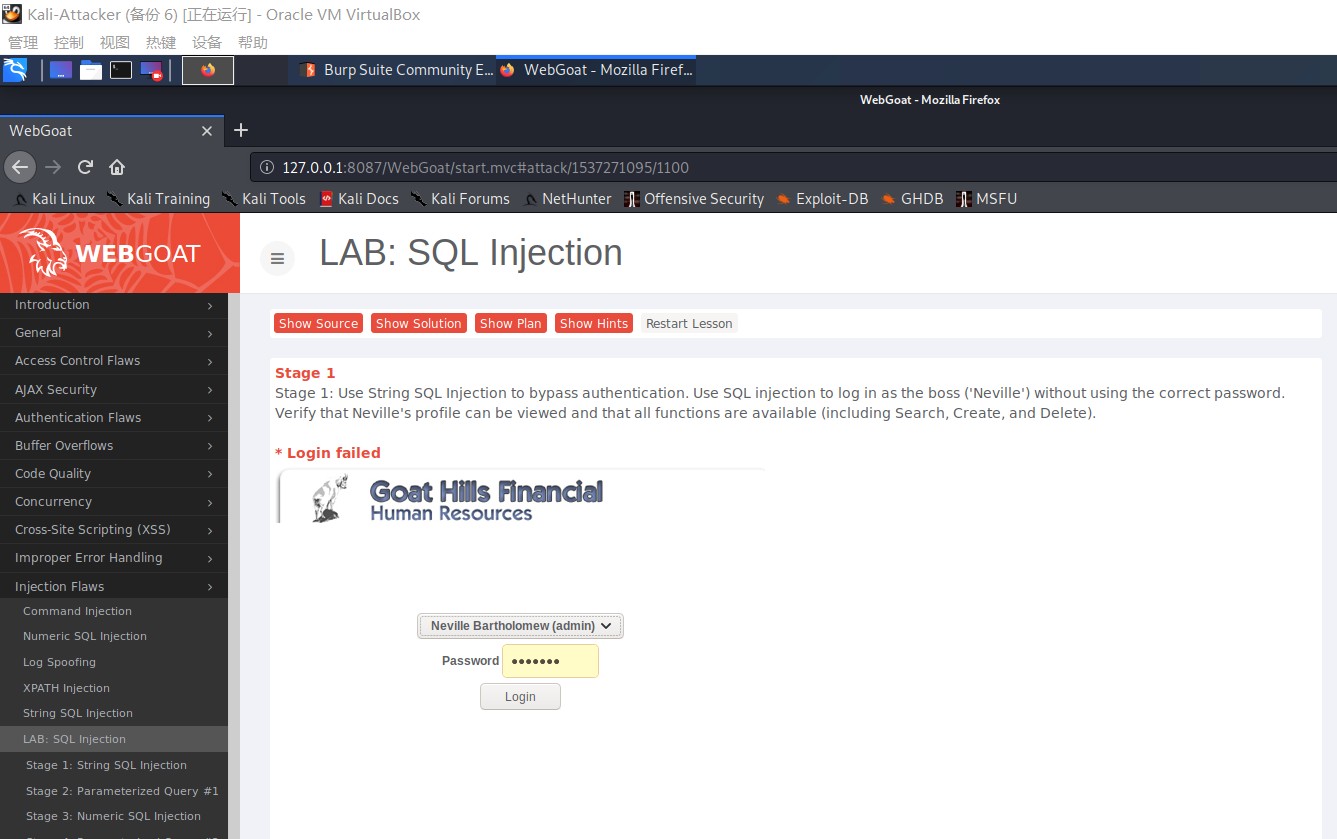 Kali-Attacker (备份 6) [正在运行] - Oracle VM VirtualBox
管理 控制 视图 热键 设备 帮助
Burp Suite Community E... WebGoat - Mozilla Firef...
WebGoat - Mozilla Firefox
WebGoat
127.0.0.1:8087/WebGoat/start.mvc#attack/1537271095/1100
Kali Linux Kali Training Kali Tools Kali Docs Kali Forums NetHunter Offensive Security Exploit-DB GHDB MSFU
WEBGOAT
LAB: SQL Injection
Introduction
General
Access Control Flaws
AJAX Security
Authentication Flaws
Buffer Overflows
Code Quality
Concurrency
Cross-Site Scripting (XSS)
Improper Error Handling
Injection Flaws
Command Injection
Numeric SQL Injection
Log Spoofing
XPATH Injection
String SQL Injection
LAB: SQL Injection
Stage 1: String SQL Injection
Stage 2: Parameterized Query #1
Stage 3: Numeric SQL Injection
Show Source Show Solution Show Plan Show Hints Restart Lesson
Stage 1
Stage 1: Use String SQL Injection to bypass authentication. Use SQL injection to log in as the boss ('Neville') without using the correct password.
Verify that Neville's profile can be viewed and that all functions are available (including Search, Create, and Delete).
* Login failed
Goat Hills Financial
Human Resources
Neville Bartholomew (admin)
Password •••••••
Login